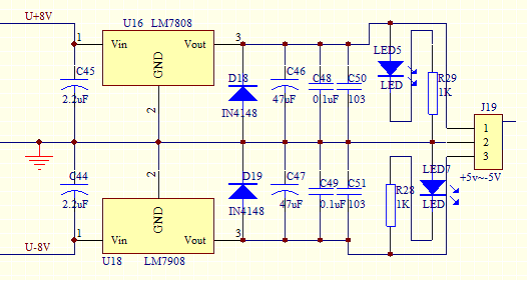 U+8V
U16 LM7808
1
Vin
Vout
3
GND
2
C45
2.2uF
D18
IN4148
C46
47uF
C48
0.1uF
C50
103
LED5
LED
R29
1K
J19
1
2
3
+5v~-5V
C44
2.2uF
2
GND
1
Vin
Vout
3
U18
LM7908
U-8V
D19
IN4148
C47
47uF
C49
0.1uF
C51
103
R28
1K
LED7
LED